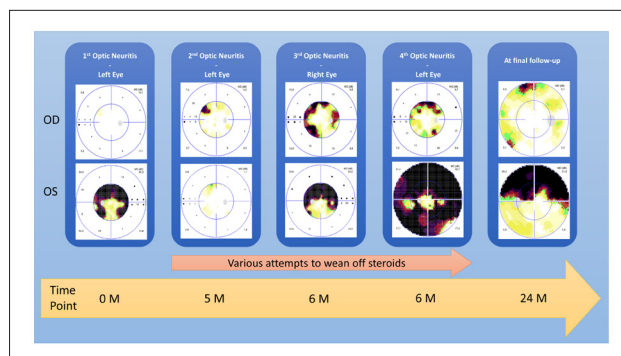 1st Optic Neuritis
-
Left Eye
2nd Optic Neuritis
-
Left Eye
3rd Optic Neuritis
-
Right Eye
4th Optic Neuritis
-
Left Eye
At final follow-up
OD
OS
Various attempts to wean off steroids
Time
Point
0 M
5 M
6 M
6 M
24 M